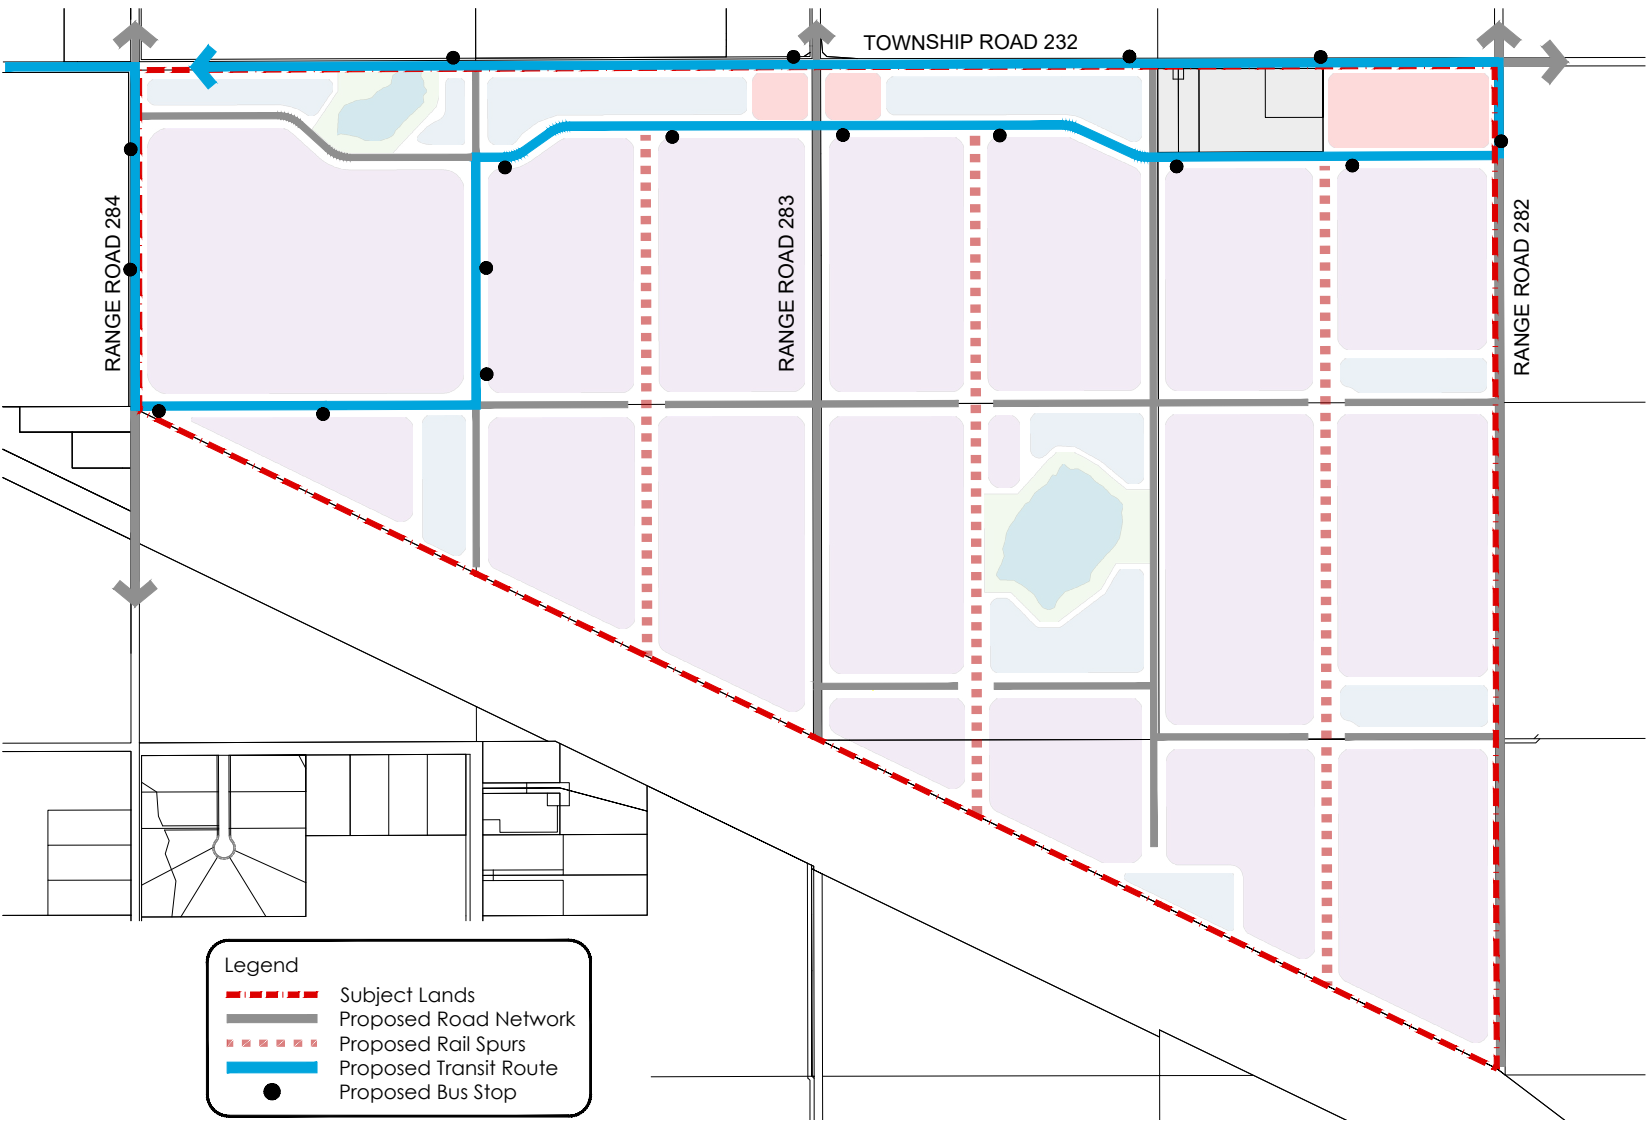 TOWNSHIP ROAD 232
RANGE ROAD 284
RANGE ROAD 283
RANGE ROAD 282
Legend
Subject Lands
Proposed Road Network
Proposed Rail Spurs
Proposed Transit Route
Proposed Bus Stop